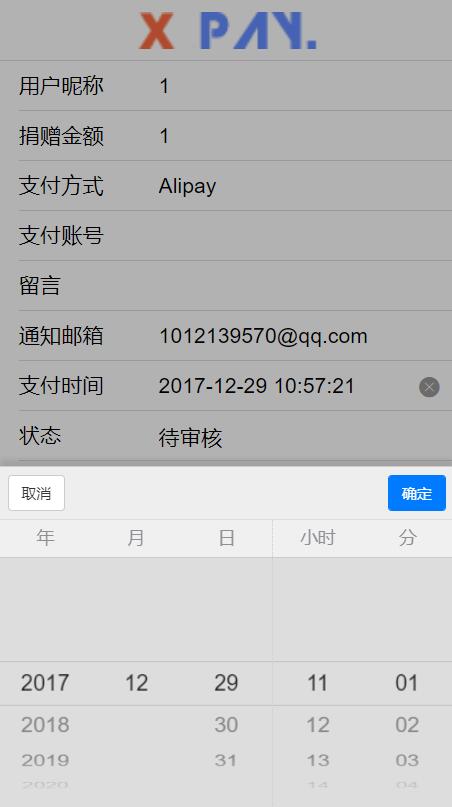 X PAY.
用户昵称 1
捐赠金额 1
支付方式 Alipay
支付账号
留言
通知邮箱 1012139570@qq.com
支付时间 2017-12-29 10:57:21
状态 待审核
取消 确定
年 月 日 小时 分
2017 12 29 11 01
2018 30 12 02
2019 31 13 03
2020 14 04